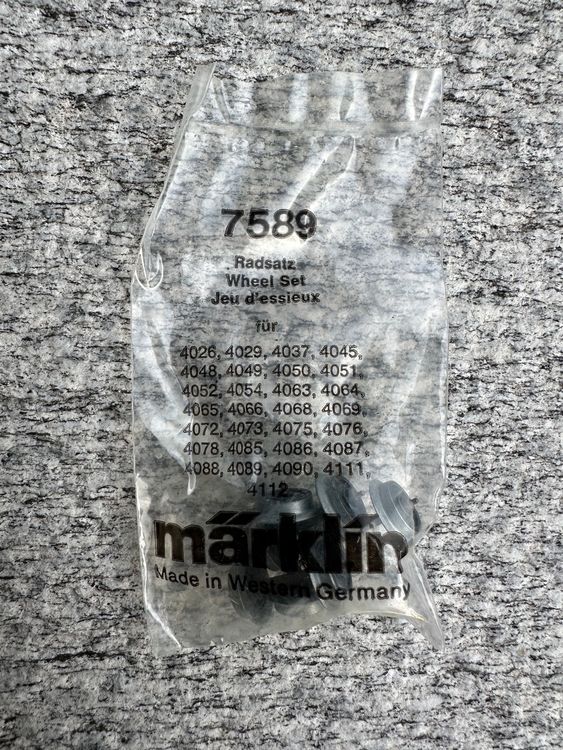 7589
Radsatz
Wheel Set
Jeu d'essieux
für
4026, 4029, 4037, 4045,
4048, 4049, 4050, 4051,
4052, 4054, 4063, 4064,
4065, 4066, 4068, 4069,
4072, 4073, 4075, 4076,
4078, 4085, 4086, 4087,
4088, 4089, 4090, 4111,
4112
märklin
Made in Western Germany